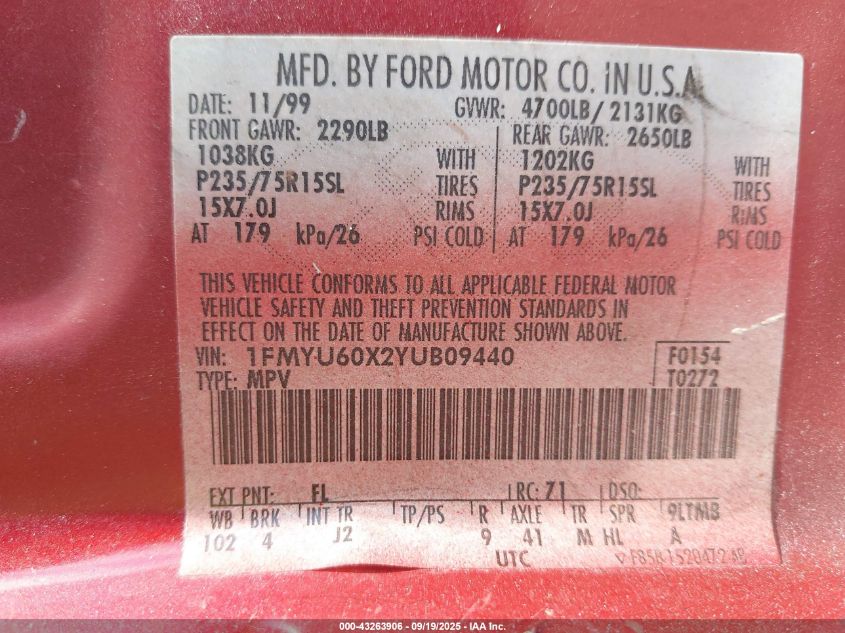 MFD. BY FORD MOTOR CO. IN U.S.A.
DATE: 11/99 GVWR: 4700LB/ 2131KG
FRONT GAWR: 2290LB REAR GAWR: 2650LB
1038KG WITH 1202KG WITH
P235/75R15SL TIRES P235/75R15SL TIRES
15X7.0J RIMS 15X7.0J RIMS
AT 179 kPa/26 PSI COLD AT 179 kPa/26 PSI COLD
THIS VEHICLE CONFORMS TO ALL APPLICABLE FEDERAL MOTOR
VEHICLE SAFETY AND THEFT PREVENTION STANDARDS IN
EFFECT ON THE DATE OF MANUFACTURE SHOWN ABOVE.
VIN: 1FMYU60X2YUB09440 F0154
TYPE: MPV T0272
EXT PNT: FL RC: 71 DSO:
WB BRK INT TR TP/PS R AXLE TR SPR 9LTMB
102 4 J2 9 41 M HL A
UTC
000-43263906 - 09/19/2025 - IAA Inc.